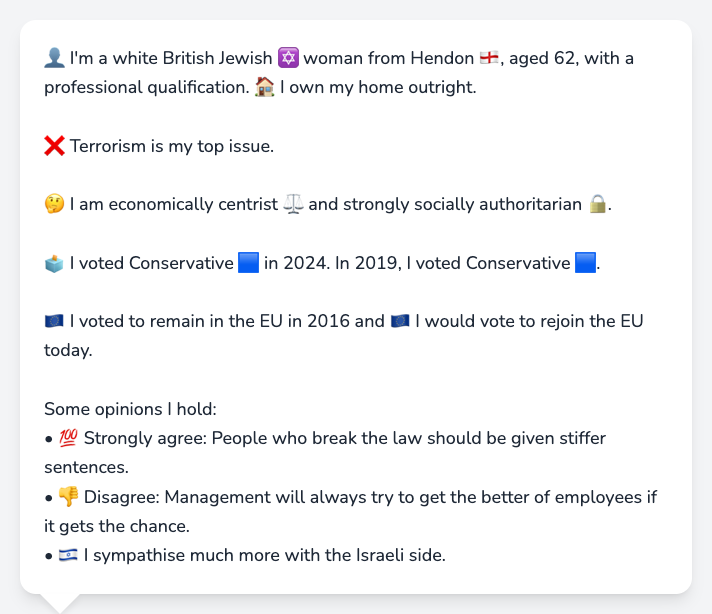 👤 I'm a white British Jewish ✡️ woman from Hendon 🏴󠁧󠁢󠁥󠁮󠁧󠁿, aged 62, with a
professional qualification. 🏠 I own my home outright.
❌ Terrorism is my top issue.
🤔 I am economically centrist ⚖️ and strongly socially authoritarian 🔒.
🗳️ I voted Conservative 🟦 in 2024. In 2019, I voted Conservative 🟦.
🇪🇺 I voted to remain in the EU in 2016 and 🇪🇺 I would vote to rejoin the EU
today.
Some opinions I hold:
• 💯 Strongly agree: People who break the law should be given stiffer
sentences.
• 👎 Disagree: Management will always try to get the better of employees if
it gets the chance.
• 🇮🇱 I sympathise much more with the Israeli side.